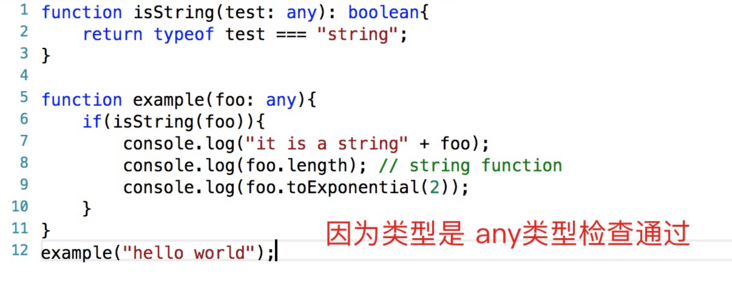 1 function isString(test: any): boolean{
2     return typeof test === "string";
3 }
4
5 function example(foo: any){
6     if(isString(foo)){
7         console.log("it is a string" + foo);
8         console.log(foo.length); // string function
9         console.log(foo.toExponential(2));
10     }
11 }
因为类型是 any类型检查通过
12 example("hello world");